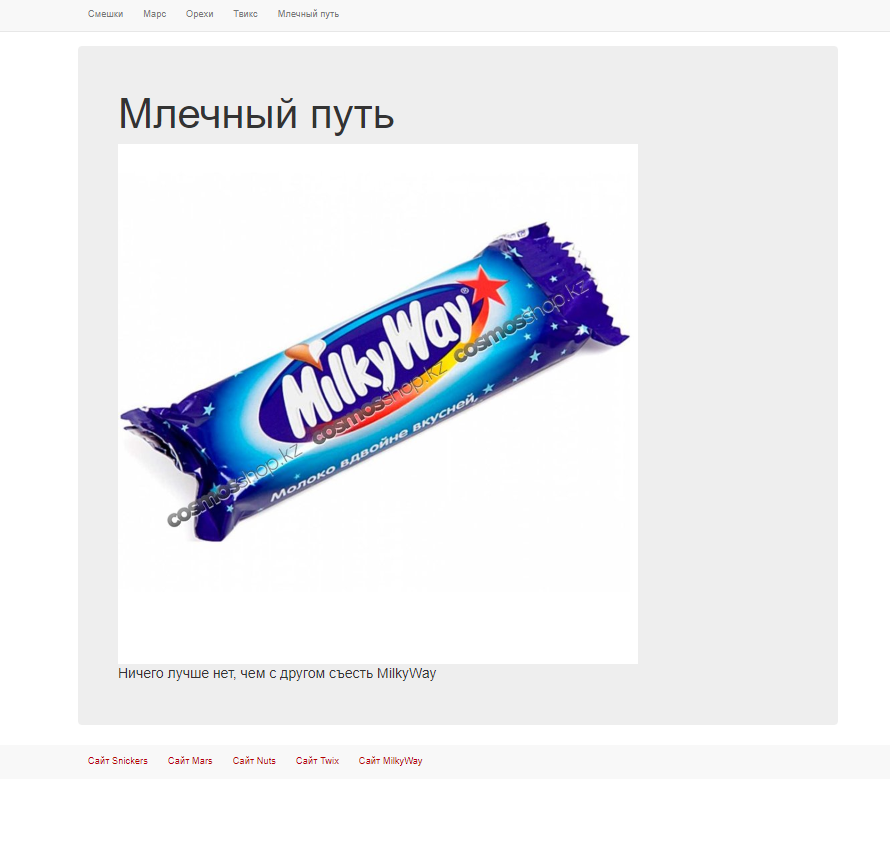 Смешки Марс Орехи Твикс Млечный путь
Млечный путь
MilkyWay®
cosmosshop.kz
cosmosshop.kz
cosmosshop.kz
Молоко вдвойне вкусней,
Ничего лучше нет, чем с другом съесть MilkyWay
Сайт Snickers Сайт Mars Сайт Nuts Сайт Twix Сайт MilkyWay